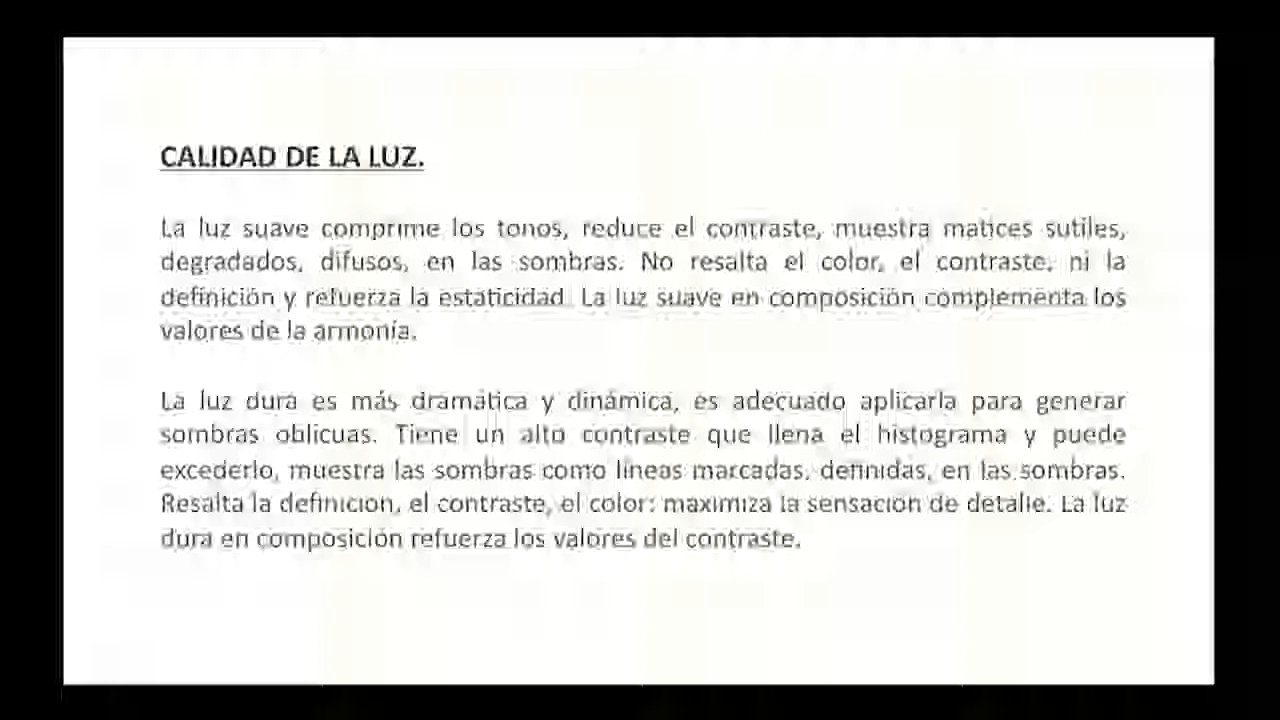 CALIDAD DE LA LUZ.
La luz suave comprime los tonos, reduce el contraste, muestra matices sutiles,
degradados, difusos, en las sombras. No resalta el color, el contraste, ni la
definición y refuerza la estaticidad. La luz suave en composición complementa los
valores de la armonía.
La luz dura es más dramática y dinámica, es adecuado aplicarla para generar
sombras oblicuas. Tiene un alto contraste que llena el histograma y puede
excederlo, muestra las sombras como líneas marcadas, definidas, en las sombras.
Resalta la definición, el contraste, el color; maximiza la sensación de detalle. La luz
dura en composición refuerza los valores del contraste.